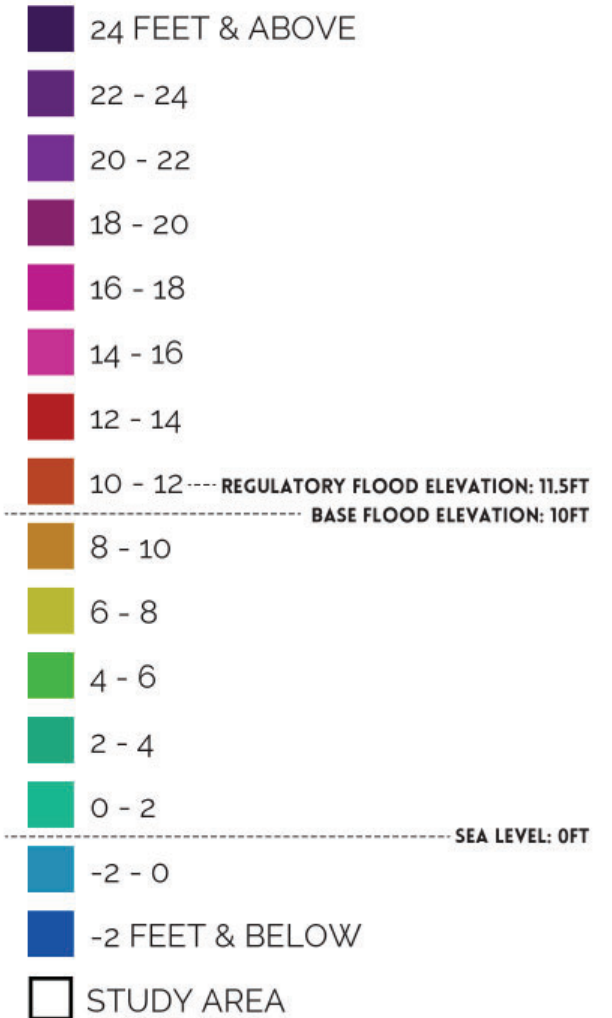 24 FEET & ABOVE
22 - 24
20 - 22
18 - 20
16 - 18
14 - 16
12 - 14
10 - 12 REGULATORY FLOOD ELEVATION: 11.5FT
BASE FLOOD ELEVATION: 10FT
8 - 10
6 - 8
4 - 6
2 - 4
0 - 2
SEA LEVEL: 0FT
-2 - 0
-2 FEET & BELOW
STUDY AREA